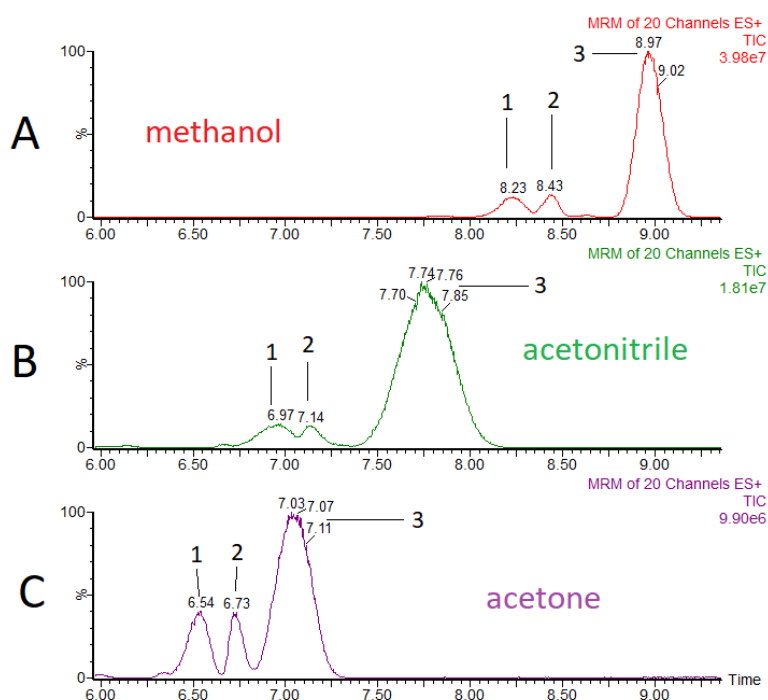 MRM of 20 Channels ES+
TIC
3.98e7
A
methanol
100
%
0
1
2
3
8.23
8.43
8.97
9.02
6.00 6.50 7.00 7.50 8.00 8.50 9.00
MRM of 20 Channels ES+
TIC
1.81e7
B
acetonitrile
100
%
0
1
2
3
6.97
7.14
7.70
7.74
7.76
7.85
6.00 6.50 7.00 7.50 8.00 8.50 9.00
MRM of 20 Channels ES+
TIC
9.90e6
C
acetone
100
%
0
1
2
3
6.54
6.73
7.03
7.07
7.11
6.00 6.50 7.00 7.50 8.00 8.50 9.00
Time